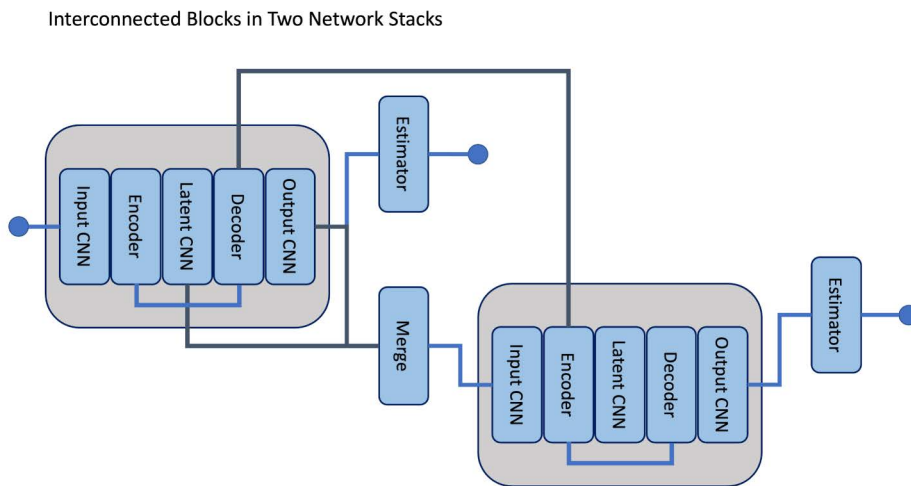 Interconnected Blocks in Two Network Stacks
Input CNN
Encoder
Latent CNN
Decoder
Output CNN
Estimator
Merge
Input CNN
Encoder
Latent CNN
Decoder
Output CNN
Estimator